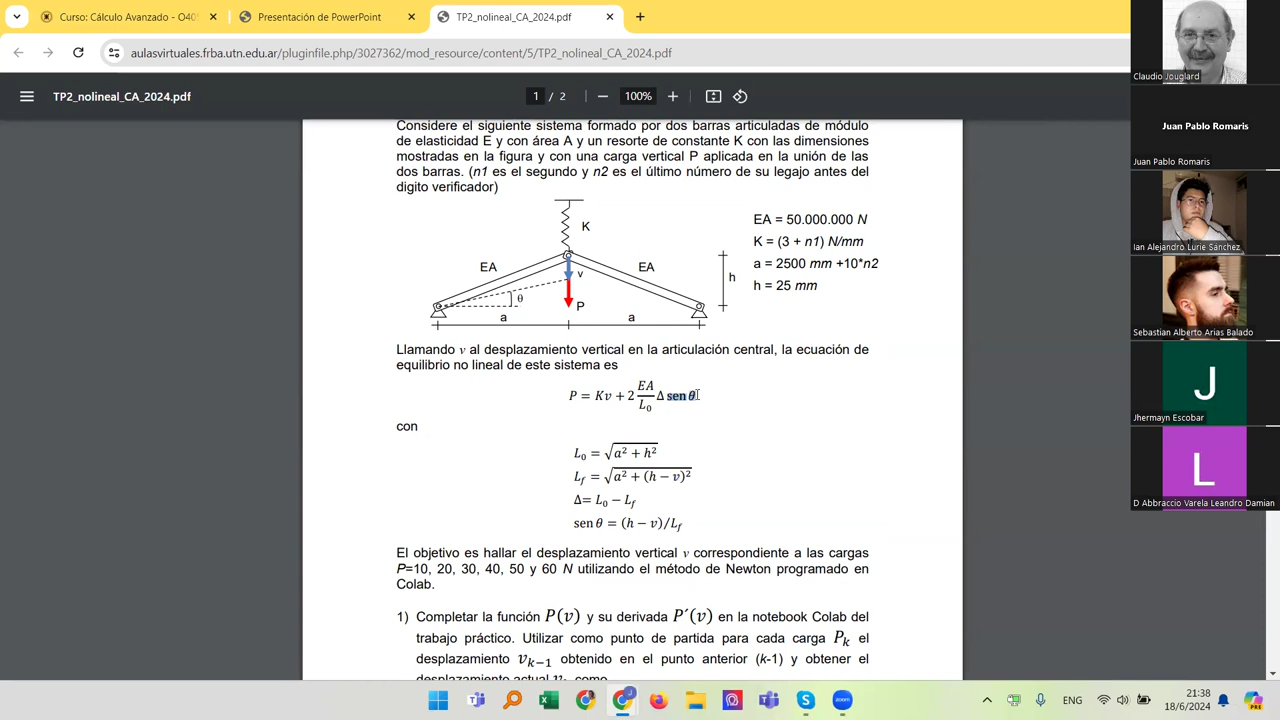 Curso: Cálculo Avanzado - O405
Presentación de PowerPoint
TP2_nolineal_CA_2024.pdf
aulasvirtuales.frba.utn.edu.ar/pluginfile.php/3027362/mod_resource/content/5/TP2_nolineal_CA_2024.pdf
TP2_nolineal_CA_2024.pdf
1 / 2
100%
Considere el siguiente sistema formado por dos barras articuladas de módulo
de elasticidad E y con área A y un resorte de constante K con las dimensiones
mostradas en la figura y con una carga vertical P aplicada en la unión de las
dos barras. (n1 es el segundo y n2 es el último número de su legajo antes del
digito verificador)
K
EA
EA
v
h
θ
P
a
a
EA = 50.000.000 N
K = (3 + n1) N/mm
a = 2500 mm +10*n2
h = 25 mm
Llamando v al desplazamiento vertical en la articulación central, la ecuación de
equilibrio no lineal de este sistema es
P = Kv + 2 EA/L₀ Δ sen θ
con
L₀ = √(a² + h²)
L_f = √(a² + (h − v)²)
Δ= L₀ − L_f
sen θ = (h − v)/L_f
El objetivo es hallar el desplazamiento vertical v correspondiente a las cargas
P=10, 20, 30, 40, 50 y 60 N utilizando el método de Newton programado en
Colab.
1) Completar la función P(v) y su derivada P´(v) en la notebook Colab del
trabajo práctico. Utilizar como punto de partida para cada carga P_k el
desplazamiento v_{k−1} obtenido en el punto anterior (k-1) y obtener el
desplazamiento actual como
Claudio Jouglard
Juan Pablo Romaris
Juan Pablo Romaris
Ian Alejandro Lurie Sánchez
Sebastian Alberto Arias Balado
J
Jhermayn Escobar
L
D Abbraccio Varela Leandro Damian
ENG
21:38
18/6/2024